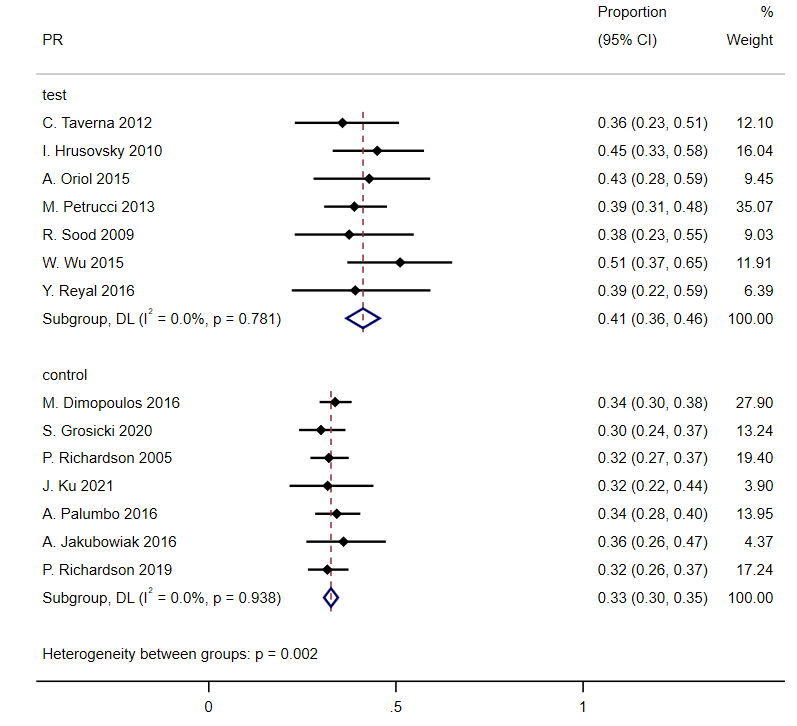 Proportion %
PR (95% CI) Weight
test
C. Taverna 2012 0.36 (0.23, 0.51) 12.10
I. Hrusovsky 2010 0.45 (0.33, 0.58) 16.04
A. Oriol 2015 0.43 (0.28, 0.59) 9.45
M. Petrucci 2013 0.39 (0.31, 0.48) 35.07
R. Sood 2009 0.38 (0.23, 0.55) 9.03
W. Wu 2015 0.51 (0.37, 0.65) 11.91
Y. Reyal 2016 0.39 (0.22, 0.59) 6.39
Subgroup, DL (I² = 0.0%, p = 0.781) 0.41 (0.36, 0.46) 100.00
control
M. Dimopoulos 2016 0.34 (0.30, 0.38) 27.90
S. Grosicki 2020 0.30 (0.24, 0.37) 13.24
P. Richardson 2005 0.32 (0.27, 0.37) 19.40
J. Ku 2021 0.32 (0.22, 0.44) 3.90
A. Palumbo 2016 0.34 (0.28, 0.40) 13.95
A. Jakubowiak 2016 0.36 (0.26, 0.47) 4.37
P. Richardson 2019 0.32 (0.26, 0.37) 17.24
Subgroup, DL (I² = 0.0%, p = 0.938) 0.33 (0.30, 0.35) 100.00
Heterogeneity between groups: p = 0.002
0 .5 1